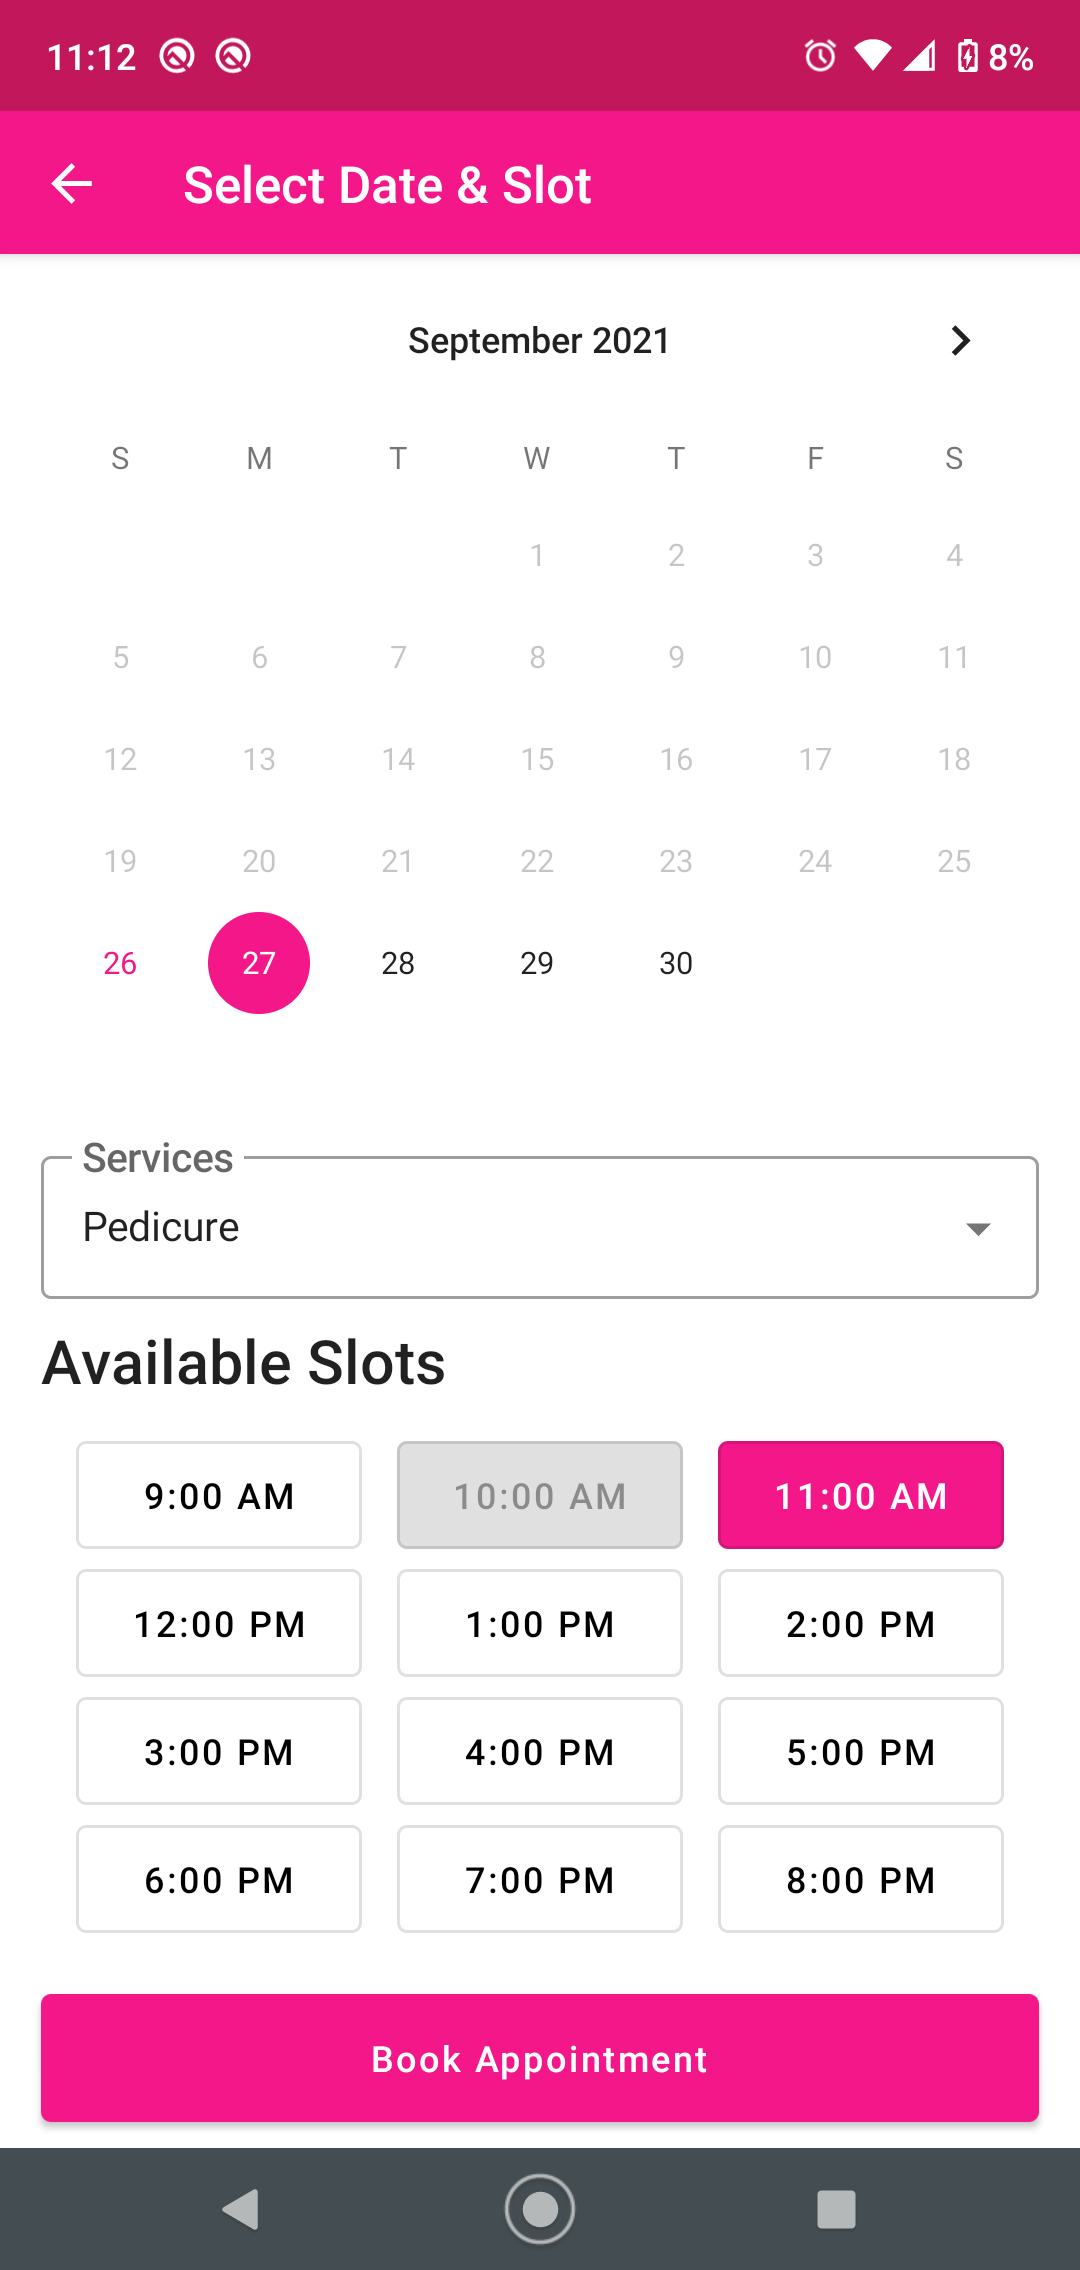 11:12 8%
Select Date & Slot
September 2021
S M T W T F S
1 2 3 4
5 6 7 8 9 10 11
12 13 14 15 16 17 18
19 20 21 22 23 24 25
26 27 28 29 30
Services
Pedicure
Available Slots
9:00 AM 10:00 AM 11:00 AM
12:00 PM 1:00 PM 2:00 PM
3:00 PM 4:00 PM 5:00 PM
6:00 PM 7:00 PM 8:00 PM
Book Appointment